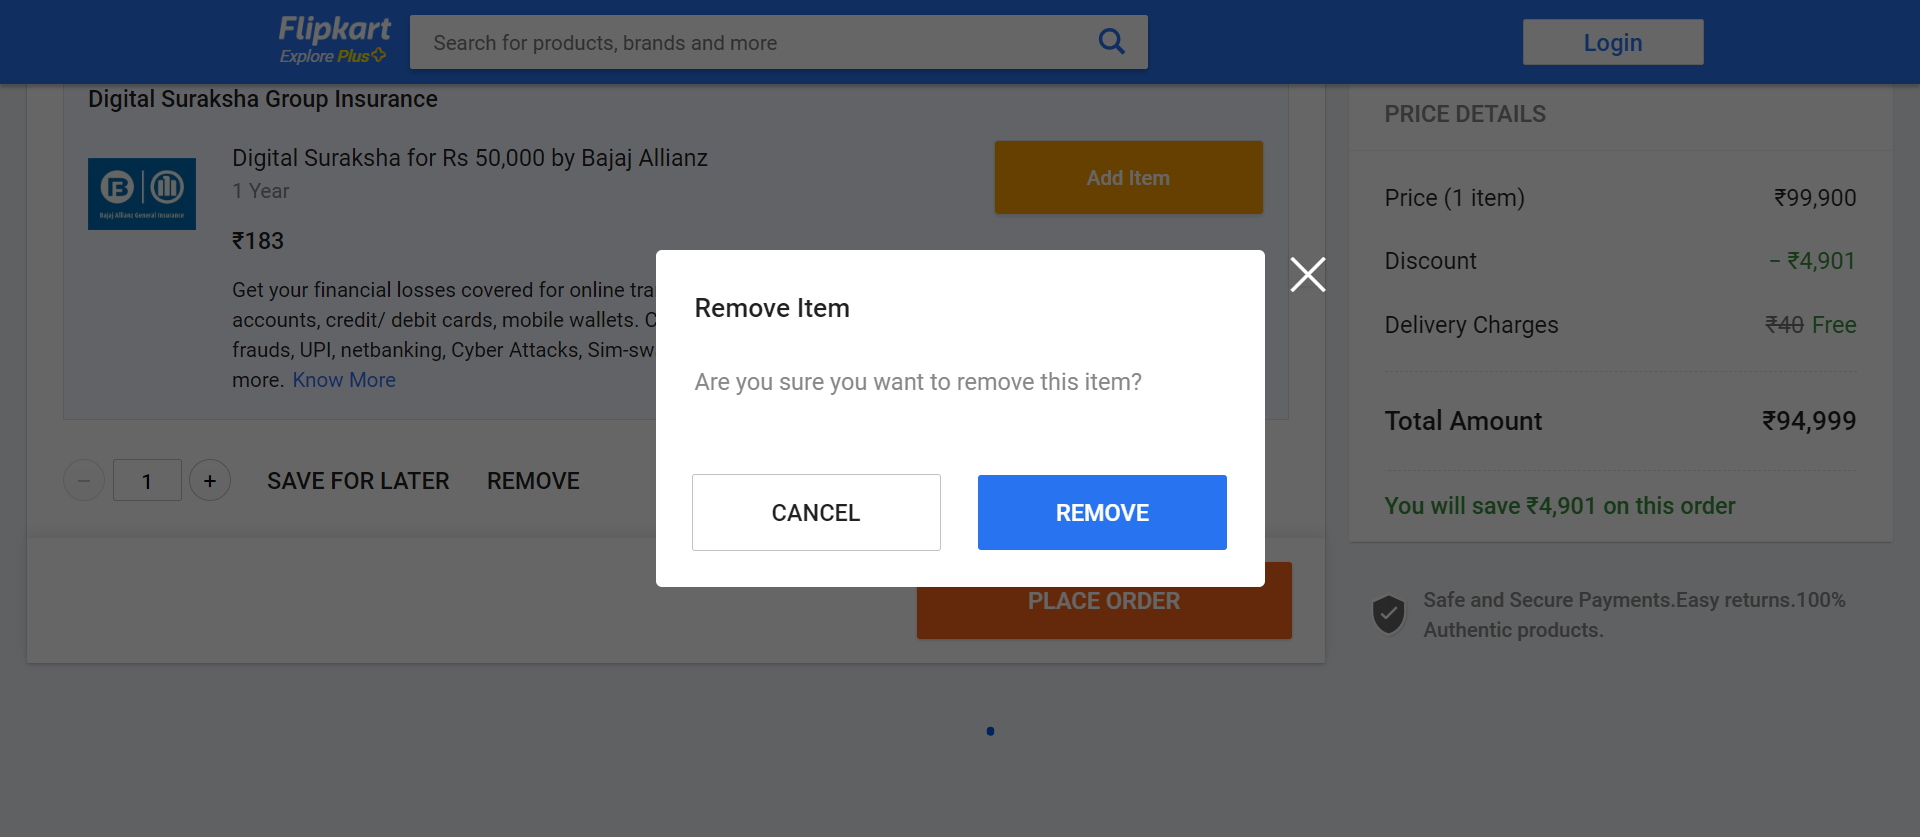 Flipkart
Explore Plus
Search for products, brands and more
Login
Digital Suraksha Group Insurance
Bajaj Allianz General Insurance
Digital Suraksha for Rs 50,000 by Bajaj Allianz
1 Year
₹183
Add Item
Get your financial losses covered for online tra
accounts, credit/ debit cards, mobile wallets. C
frauds, UPI, netbanking, Cyber Attacks, Sim-sw
more. Know More
1
SAVE FOR LATER REMOVE
Remove Item
Are you sure you want to remove this item?
CANCEL REMOVE
PLACE ORDER
PRICE DETAILS
Price (1 item) ₹99,900
Discount − ₹4,901
Delivery Charges ₹40 Free
Total Amount ₹94,999
You will save ₹4,901 on this order
Safe and Secure Payments.Easy returns.100%
Authentic products.